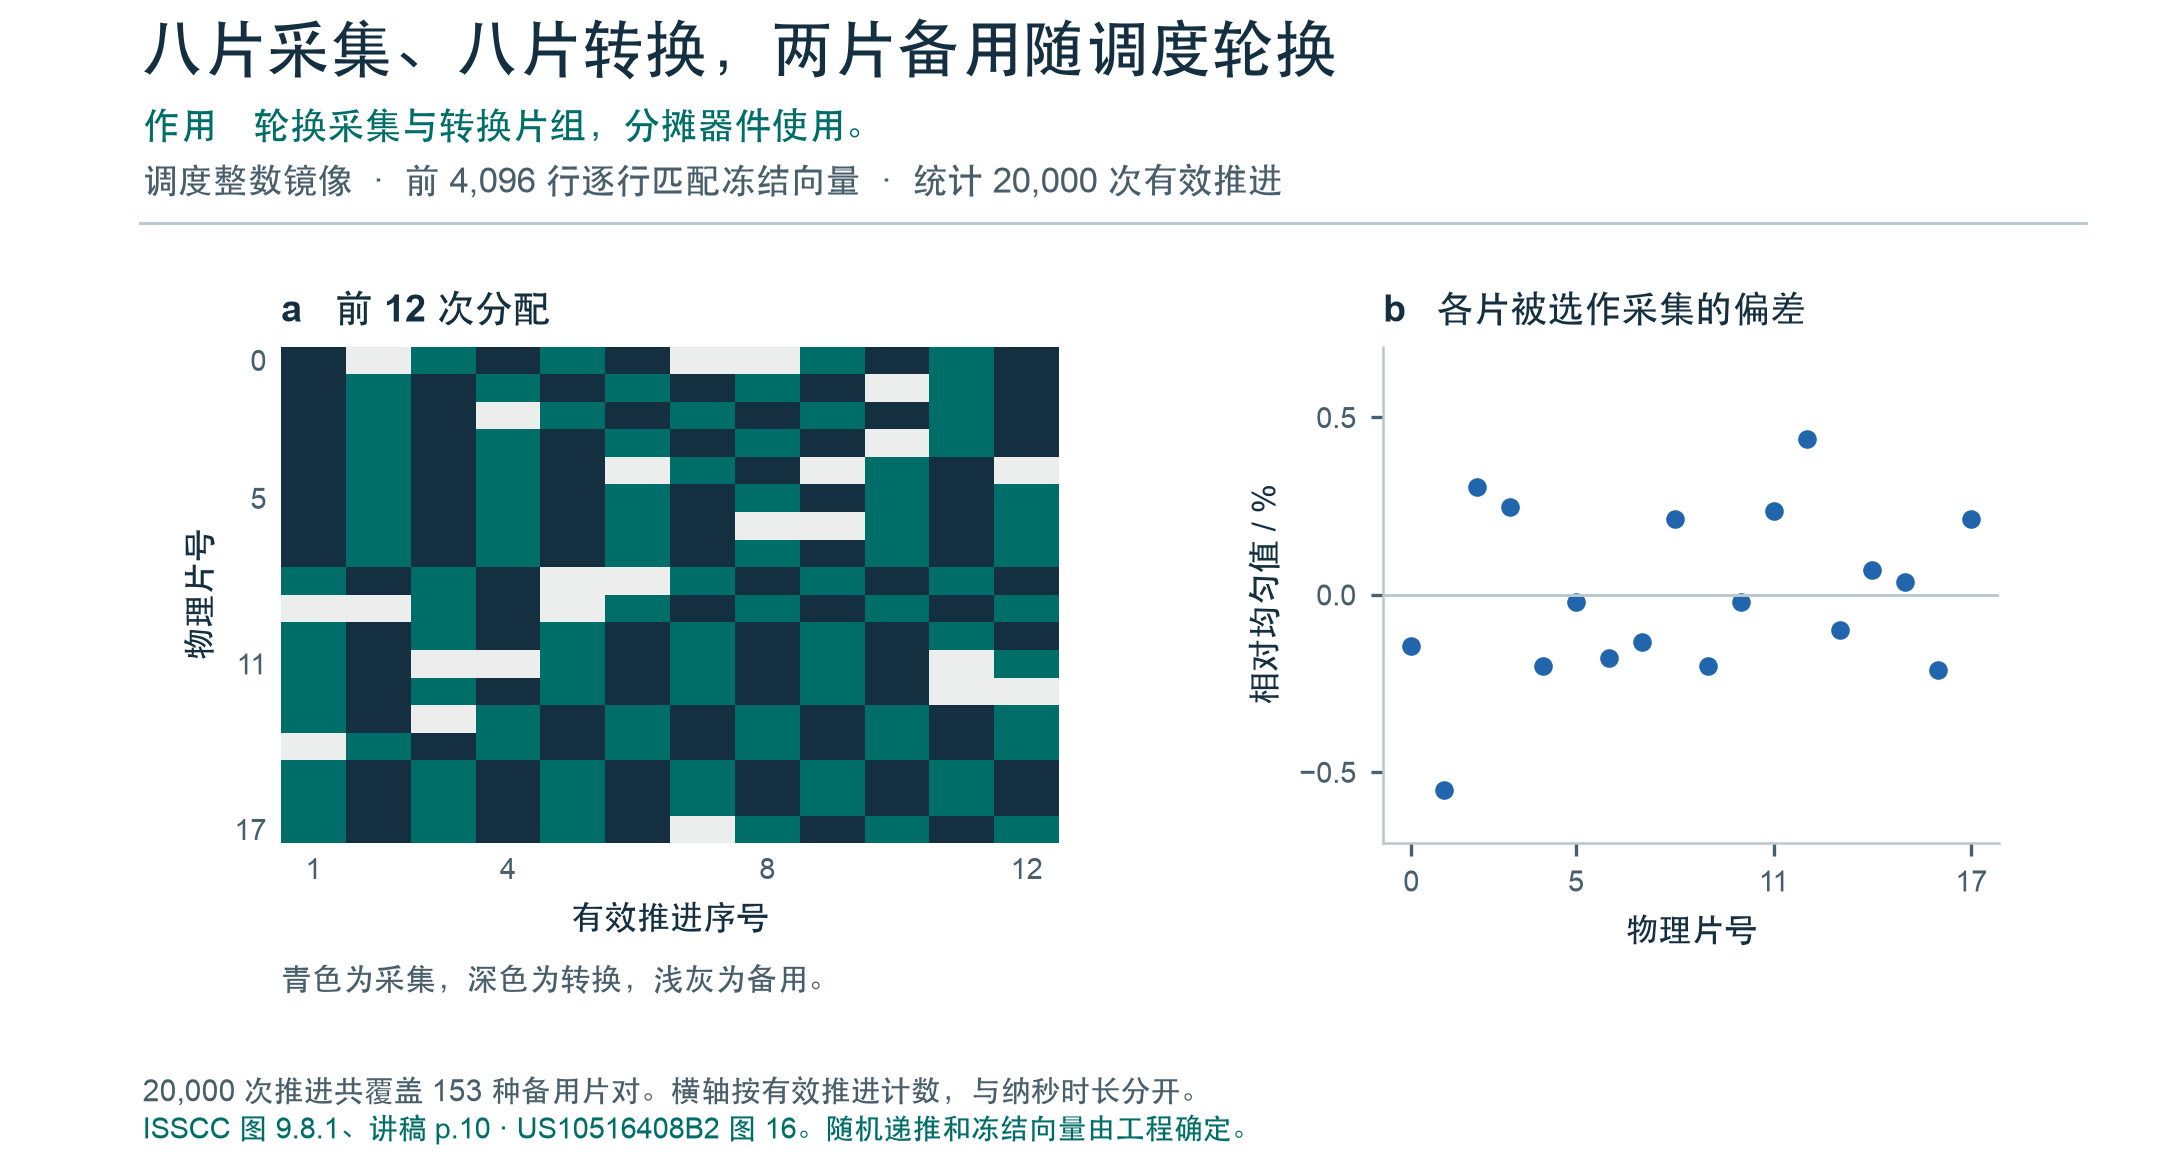 八片采集、八片转换，两片备用随调度轮换
作用 轮换采集与转换片组，分摊器件使用。
调度整数镜像 · 前 4,096 行逐行匹配冻结向量 · 统计 20,000 次有效推进
a 前 12 次分配
0
5
11
17
物理片号
1 4 8 12
有效推进序号
青色为采集，深色为转换，浅灰为备用。
b 各片被选作采集的偏差
0.5
0.0
−0.5
相对均匀值 / %
0 5 11 17
物理片号
20,000 次推进共覆盖 153 种备用片对。横轴按有效推进计数，与纳秒时长分开。
ISSCC 图 9.8.1、讲稿 p.10 · US10516408B2 图 16。随机递推和冻结向量由工程确定。